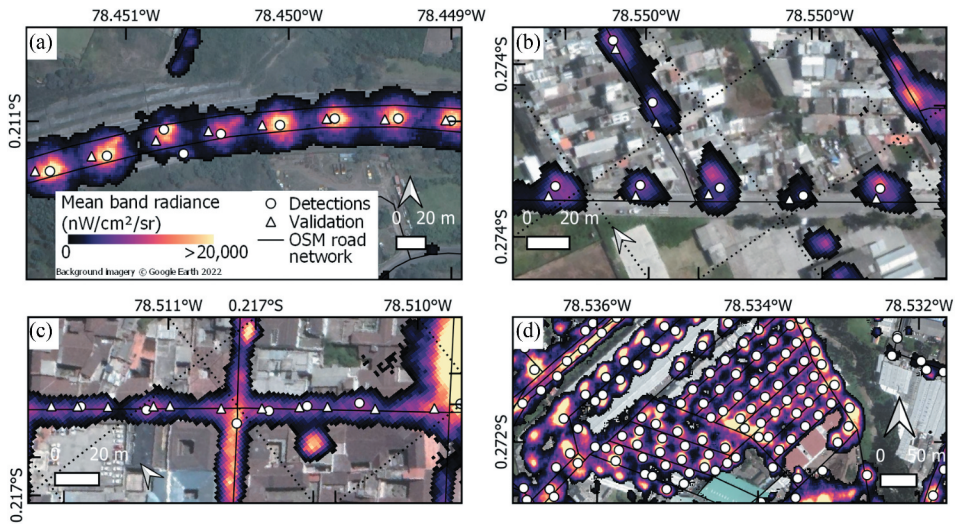 78.451°W 78.450°W 78.449°W
(a)
0.211°S
Mean band radiance
(nW/cm²/sr)
0 >20,000
Background imagery © Google Earth 2022
Detections
Validation
OSM road
network
0 20 m
78.550°W 78.550°W
(b)
0.274°S
0.274°S
0 20 m
78.511°W 0.217°S 78.510°W
(c)
0.217°S
0 20 m
78.536°W 78.534°W 78.532°W
(d)
0.272°S
0 50 m